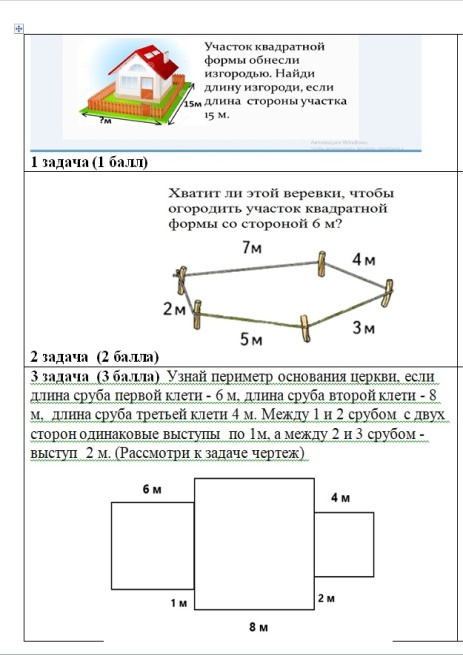 Участок квадратной
формы обнесли
изгородью. Найди
длину изгороди, если
длина стороны участка
15 м.
15м
?м
Активация Windows
1 задача (1 балл)
Хватит ли этой веревки, чтобы
огородить участок квадратной
формы со стороной 6 м?
7м
4 м
2 м
5 м
3 м
2 задача (2 балла)
3 задача (3 балла) Узнай периметр основания церкви, если
длина сруба первой клети - 6 м, длина сруба второй клети - 8
м, длина сруба третьей клети 4 м. Между 1 и 2 срубом с двух
сторон одинаковые выступы по 1м, а между 2 и 3 срубом -
выступ 2 м. (Рассмотри к задаче чертеж)
6 м
4 м
1 м
2 м
8 м